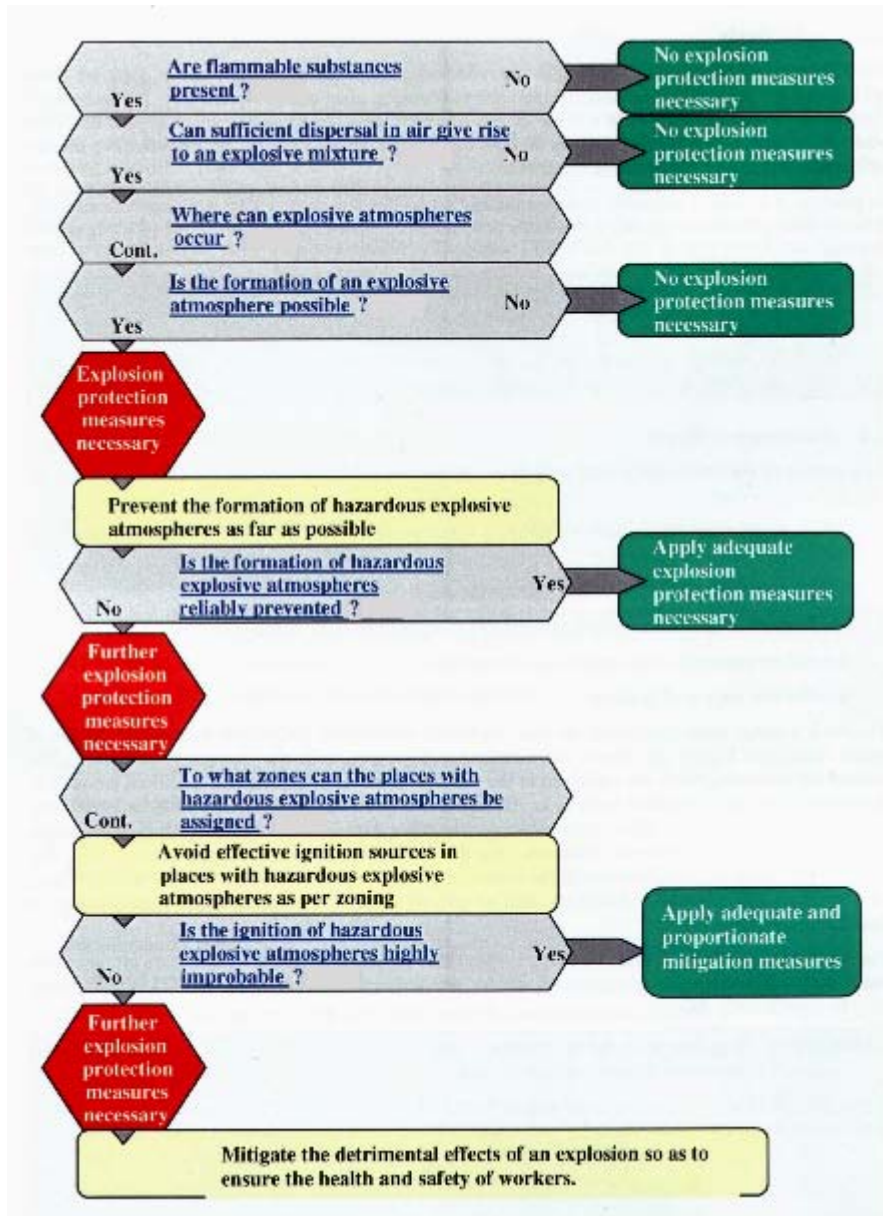 Are flammable substances
present ?
No
Yes
No explosion
protection measures
necessary
Can sufficient dispersal in air give rise
to an explosive mixture ?
No
Yes
No explosion
protection measures
necessary
Where can explosive atmospheres
occur ?
Cont.
Is the formation of an explosive
atmosphere possible ?
No
Yes
No explosion
protection measures
necessary
Explosion
protection
measures
necessary
Prevent the formation of hazardous explosive
atmospheres as far as possible
Is the formation of hazardous
explosive atmospheres
reliably prevented ?
Yes
No
Apply adequate
explosion
protection measures
necessary
Further
explosion
protection
measures
necessary
To what zones can the places with
hazardous explosive atmospheres be
assigned ?
Cont.
Avoid effective ignition sources in
places with hazardous explosive
atmospheres as per zoning
Is the ignition of hazardous
explosive atmospheres highly
improbable ?
Yes
No
Apply adequate and
proportionate
mitigation measures
Further
explosion
protection
measures
necessary
Mitigate the detrimental effects of an explosion so as to
ensure the health and safety of workers.